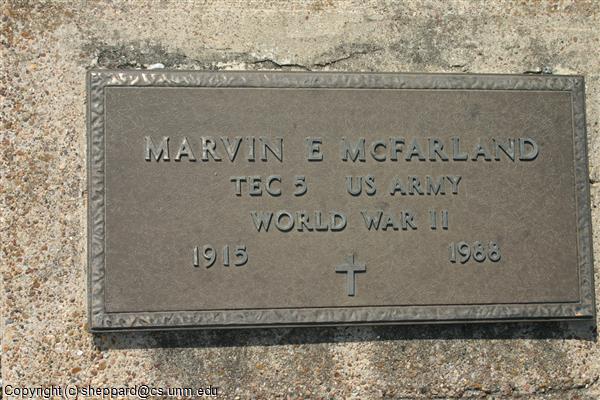 MARVIN E McFARLAND
TEC 5 US ARMY
WORLD WAR II
1915 1988
Copyright (c) sheppard@cs.unm.edu